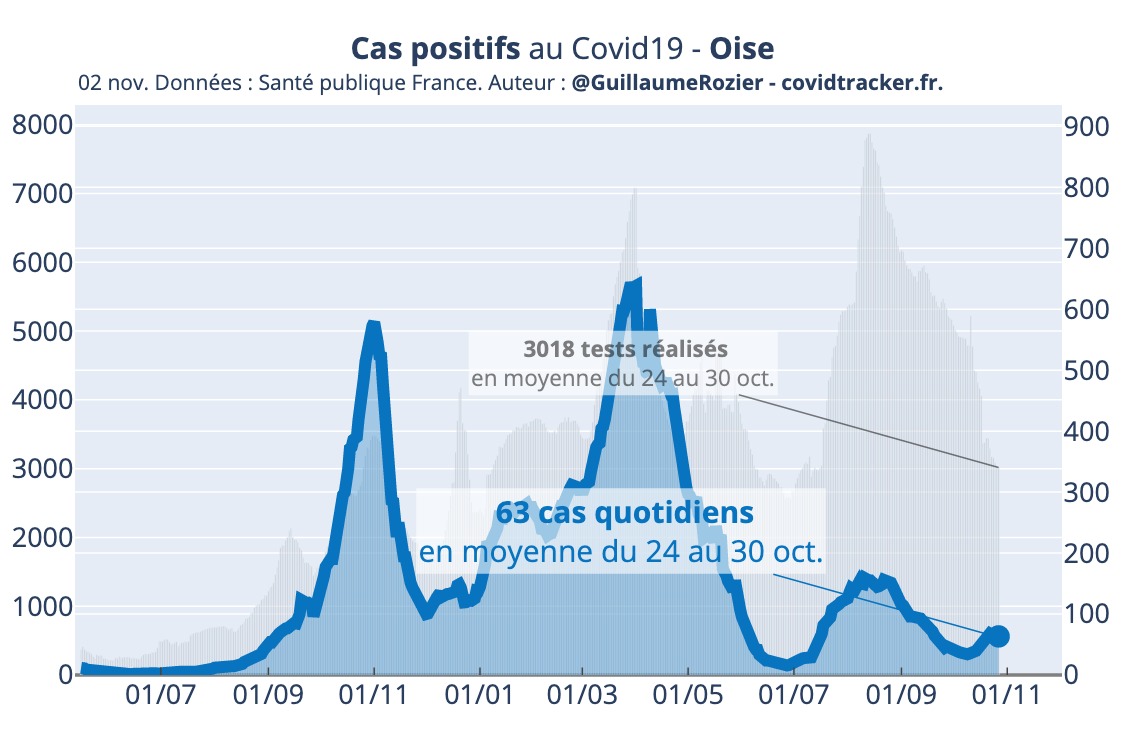 Cas positifs au Covid19 - Oise
02 nov. Données : Santé publique France. Auteur : @GuillaumeRozier - covidtracker.fr.
8000
7000
6000
5000
4000
3000
2000
1000
0
900
800
700
600
500
400
300
200
100
0
3018 tests réalisés
en moyenne du 24 au 30 oct.
63 cas quotidiens
en moyenne du 24 au 30 oct.
01/07 01/09 01/11 01/01 01/03 01/05 01/07 01/09 01/11